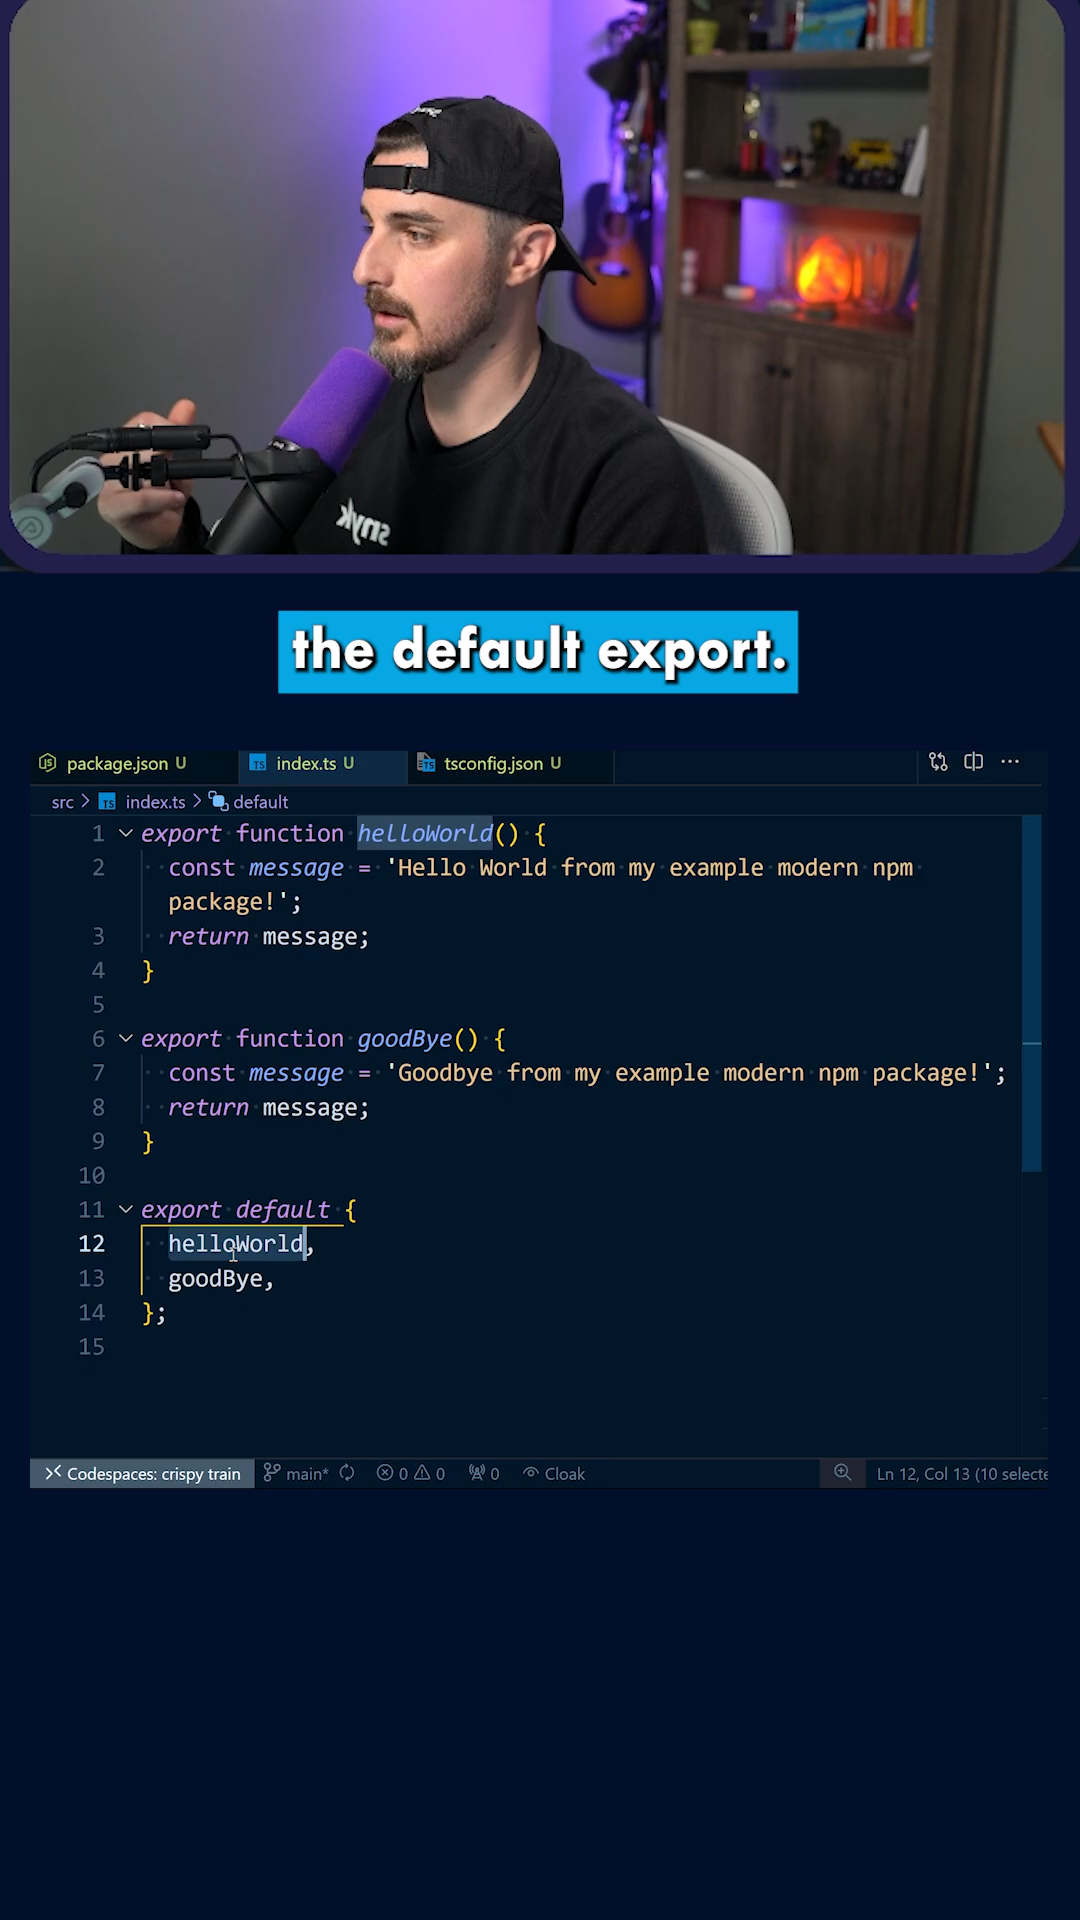 snyk
the default export.
package.json U
index.ts U
tsconfig.json U
src > index.ts > default
1 export function helloWorld() {
2 const message = 'Hello World from my example modern npm
package!';
3 return message;
4 }
5
6 export function goodBye() {
7 const message = 'Goodbye from my example modern npm package!';
8 return message;
9 }
10
11 export default {
12 helloWorld,
13 goodBye,
14 };
15
Codespaces: crispy train main* 0 0 0 Cloak Ln 12, Col 13 (10 selecte